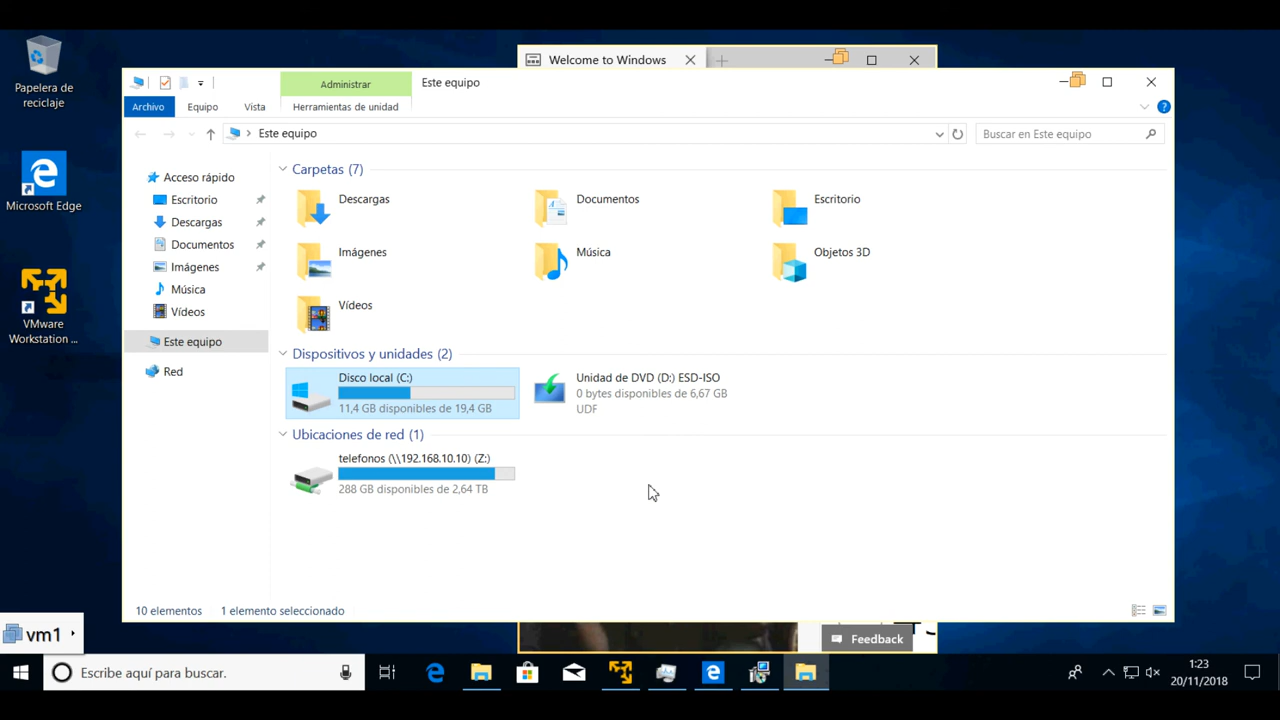 Papelera de
reciclaje
Microsoft Edge
VMware
Workstation ...
Welcome to Windows
Administrar
Este equipo
Archivo
Equipo
Vista
Herramientas de unidad
Este equipo
Buscar en Este equipo
Acceso rápido
Escritorio
Descargas
Documentos
Imágenes
Música
Vídeos
Este equipo
Red
Carpetas (7)
Descargas
Documentos
Escritorio
Imágenes
Música
Objetos 3D
Vídeos
Dispositivos y unidades (2)
Disco local (C:)
11,4 GB disponibles de 19,4 GB
Unidad de DVD (D:) ESD-ISO
0 bytes disponibles de 6,67 GB
UDF
Ubicaciones de red (1)
telefonos (\\192.168.10.10) (Z:)
288 GB disponibles de 2,64 TB
10 elementos
1 elemento seleccionado
vm1
Feedback
Escribe aquí para buscar.
1:23
20/11/2018